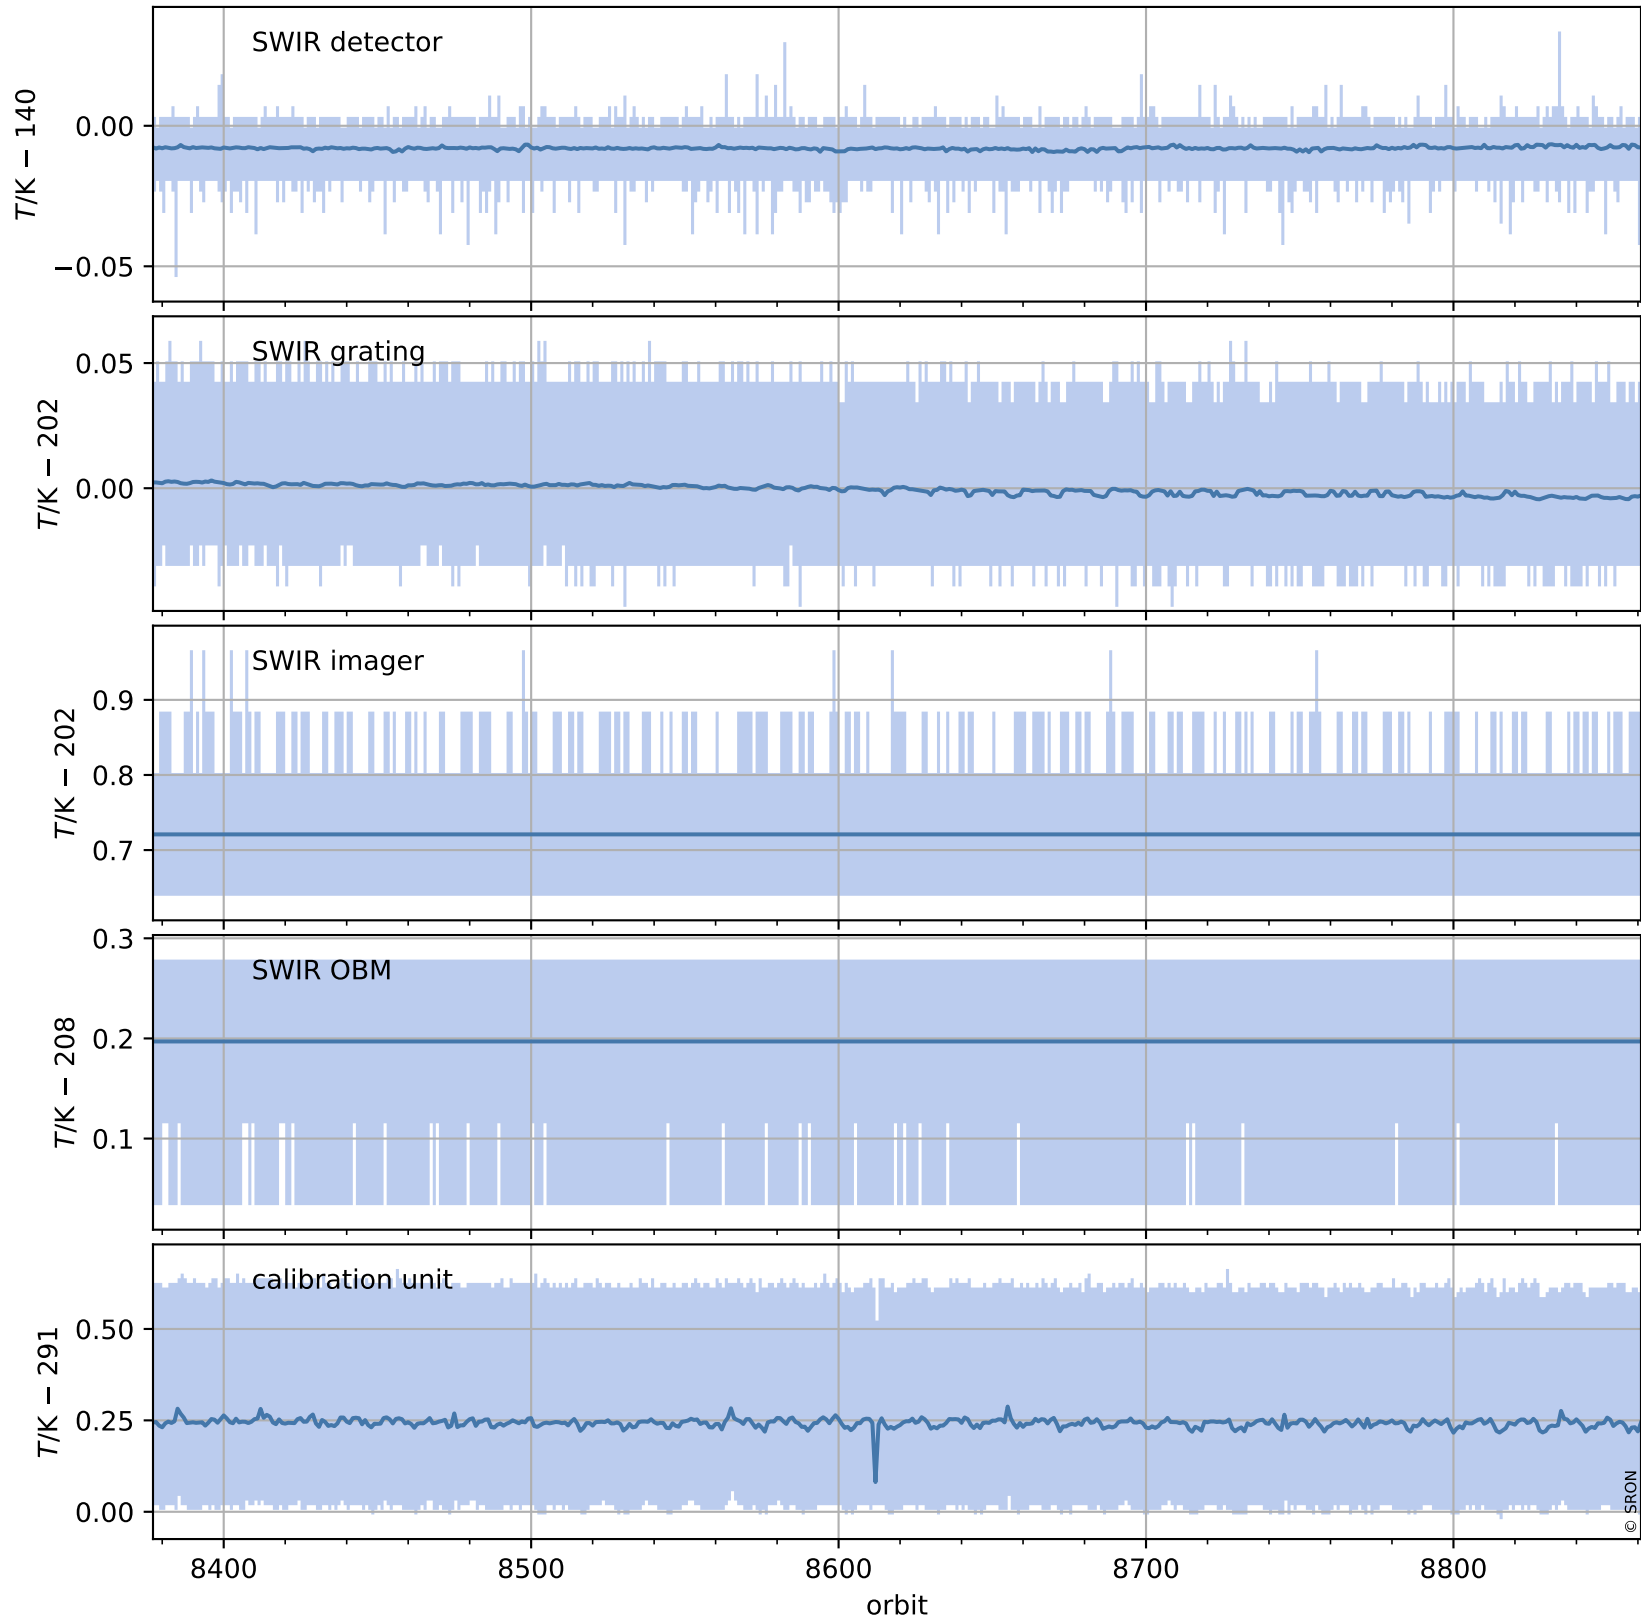 SWIR detector
T/K − 140
0.00
−0.05
SWIR grating
T/K − 202
0.05
0.00
SWIR imager
T/K − 202
0.9
0.8
0.7
SWIR OBM
T/K − 208
0.3
0.2
0.1
calibration unit
T/K − 291
0.50
0.25
0.00
© SRON
8400 8500 8600 8700 8800
orbit